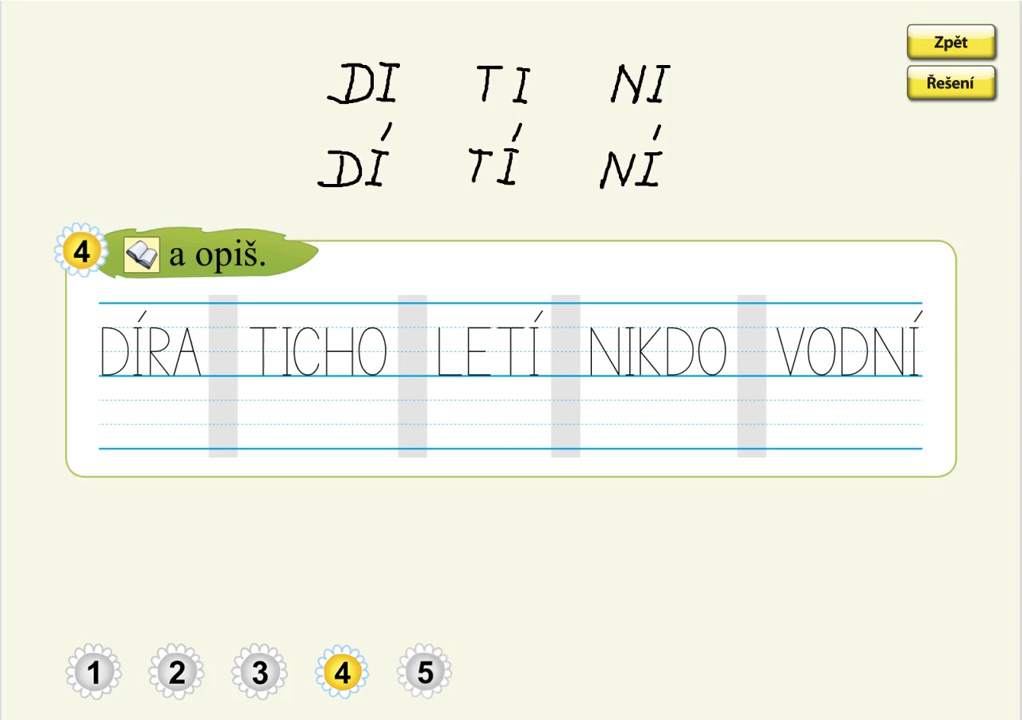 Zpět
Řešení
DI TI NI
DÍ TÍ NÍ
4 a opiš.
DÍRA TICHO LETÍ NIKDO VODNÍ
1 2 3 4 5